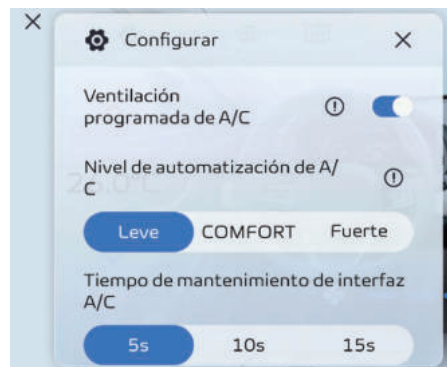 Configurar
Ventilación
programada de A/C
Nivel de automatización de A/
C
Leve COMFORT Fuerte
Tiempo de mantenimiento de interfaz
A/C
5s 10s 15s